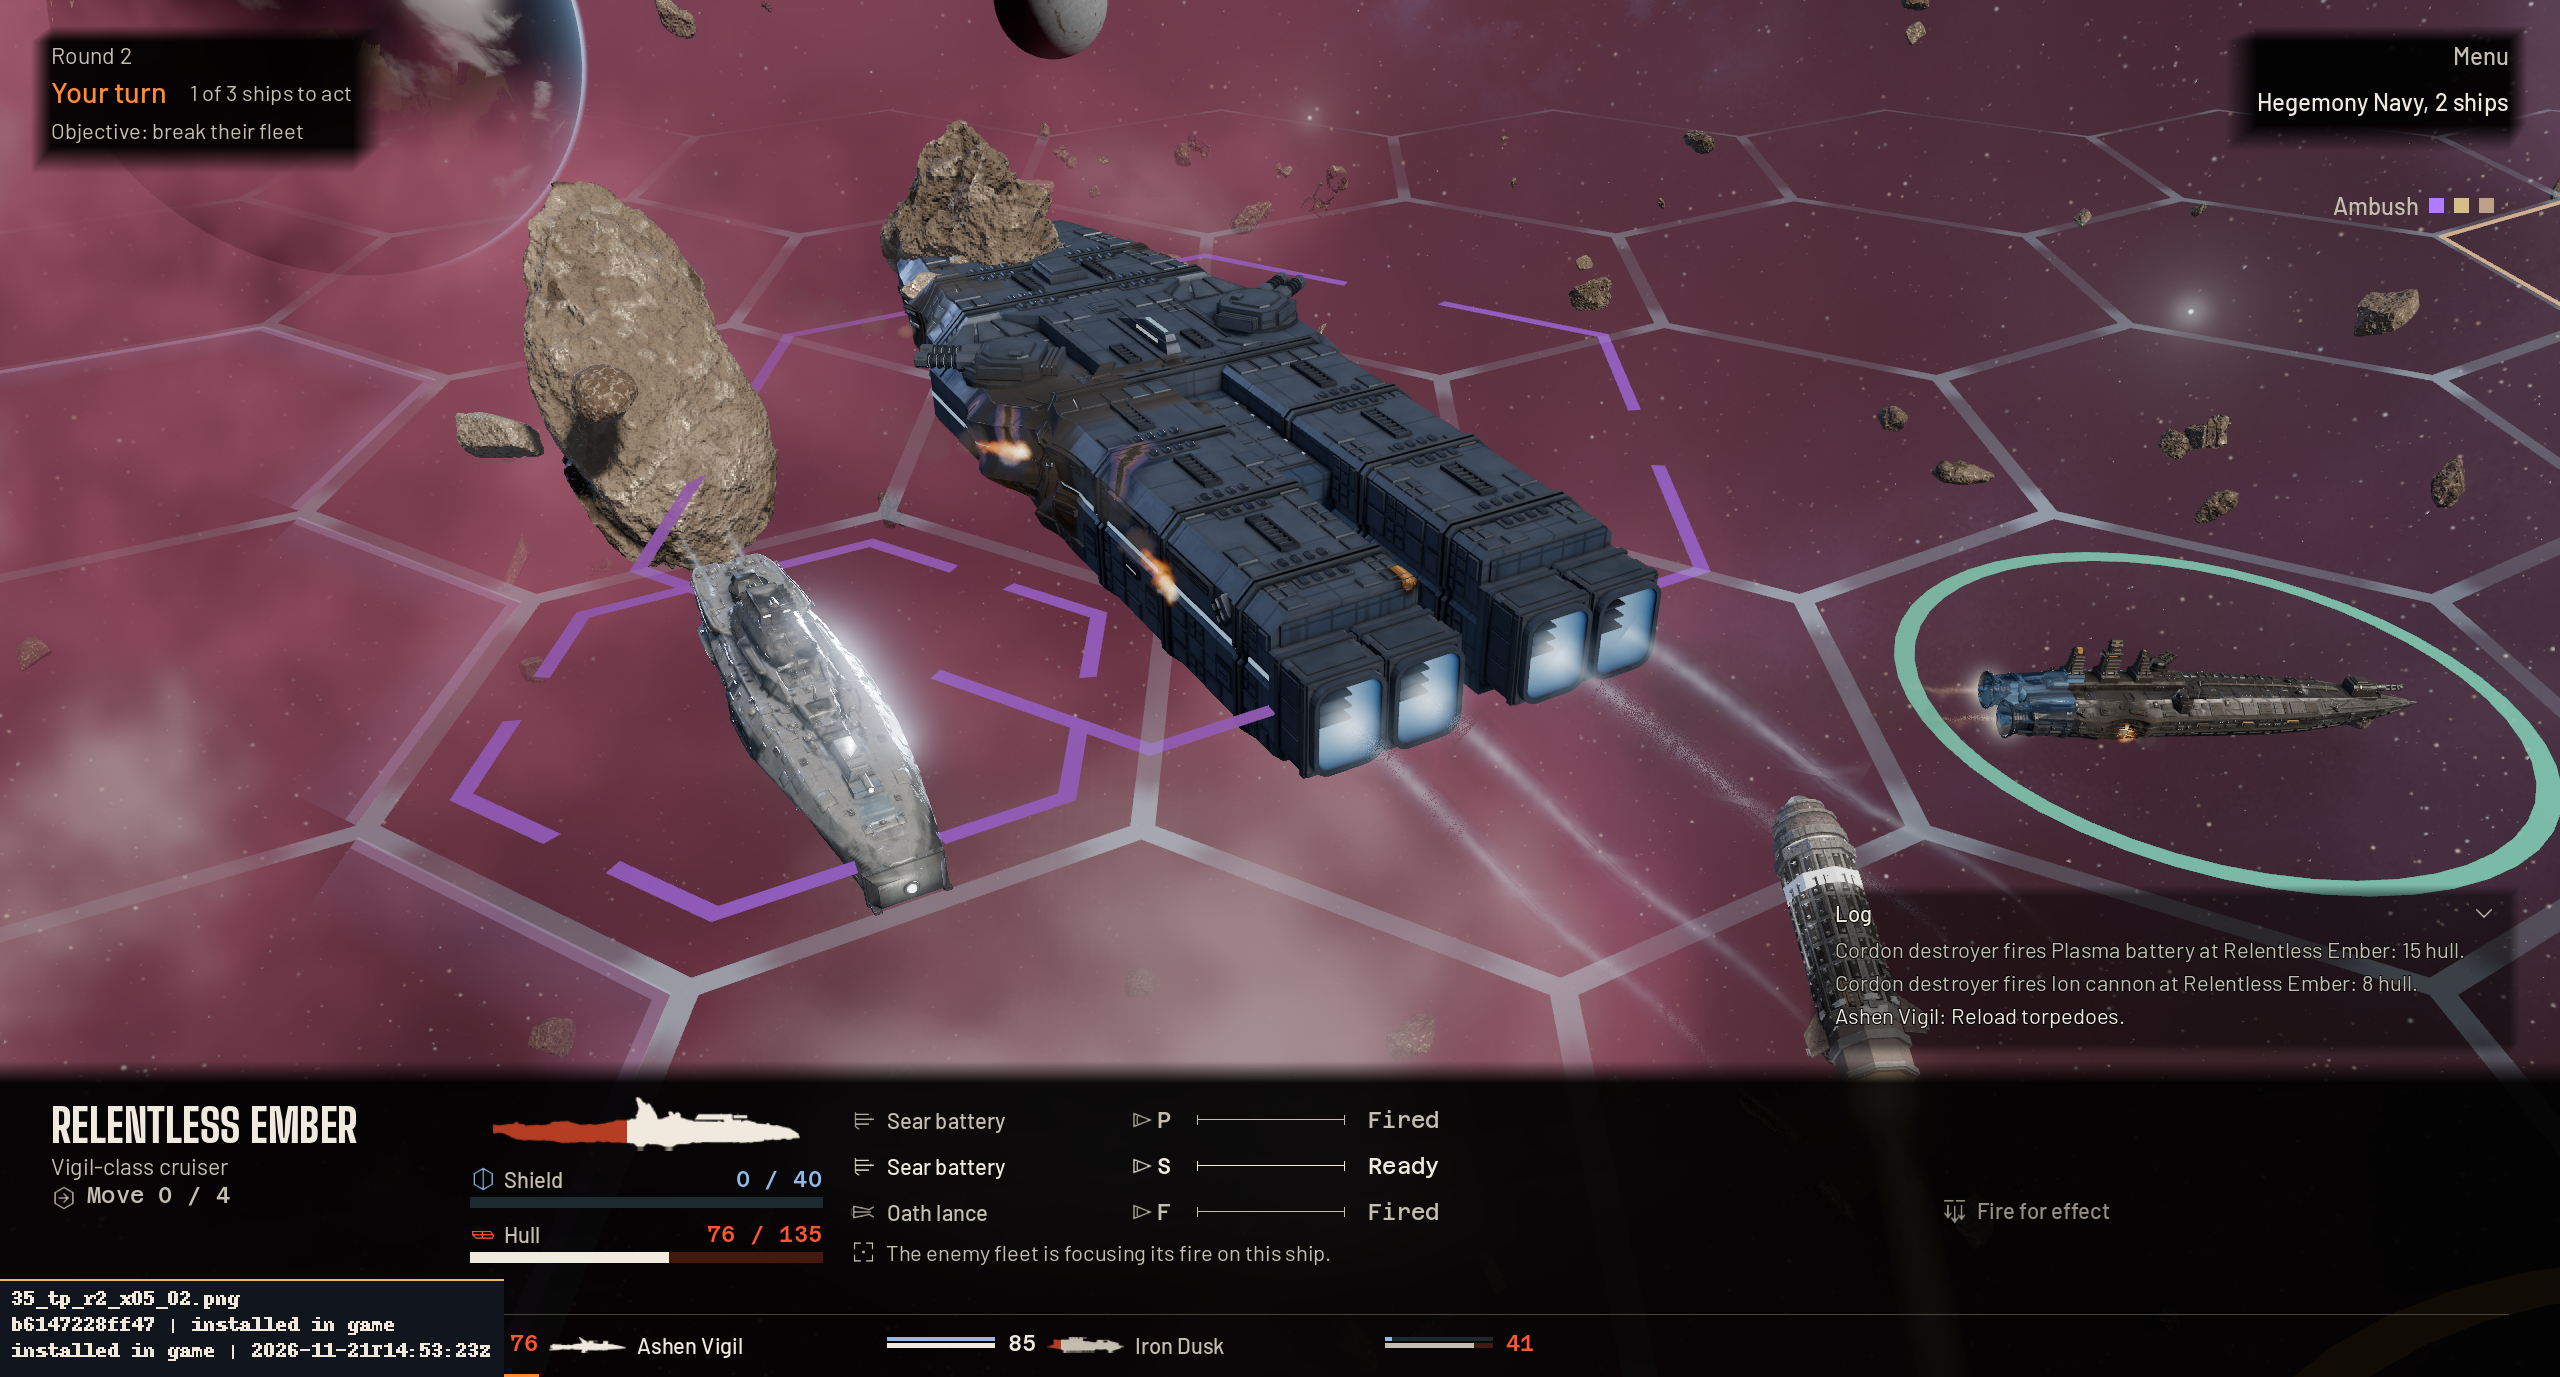 Round 2
Your turn 1 of 3 ships to act
Objective: break their fleet
Menu
Hegemony Navy, 2 ships
Ambush
Log
Cordon destroyer fires Plasma battery at Relentless Ember: 15 hull.
Cordon destroyer fires Ion cannon at Relentless Ember: 8 hull.
Ashen Vigil: Reload torpedoes.
RELENTLESS EMBER
Vigil-class cruiser
Move 0 / 4
Shield 0 / 40
Hull 76 / 135
Sear battery P Fired
Sear battery S Ready
Oath lance F Fired
The enemy fleet is focusing its fire on this ship.
Fire for effect
35_tp_r2_x05_02.png
b6147228ff47 | installed in game
installed in game | 2026-11-21r14:53:23z
76 Ashen Vigil 85 Iron Dusk 41